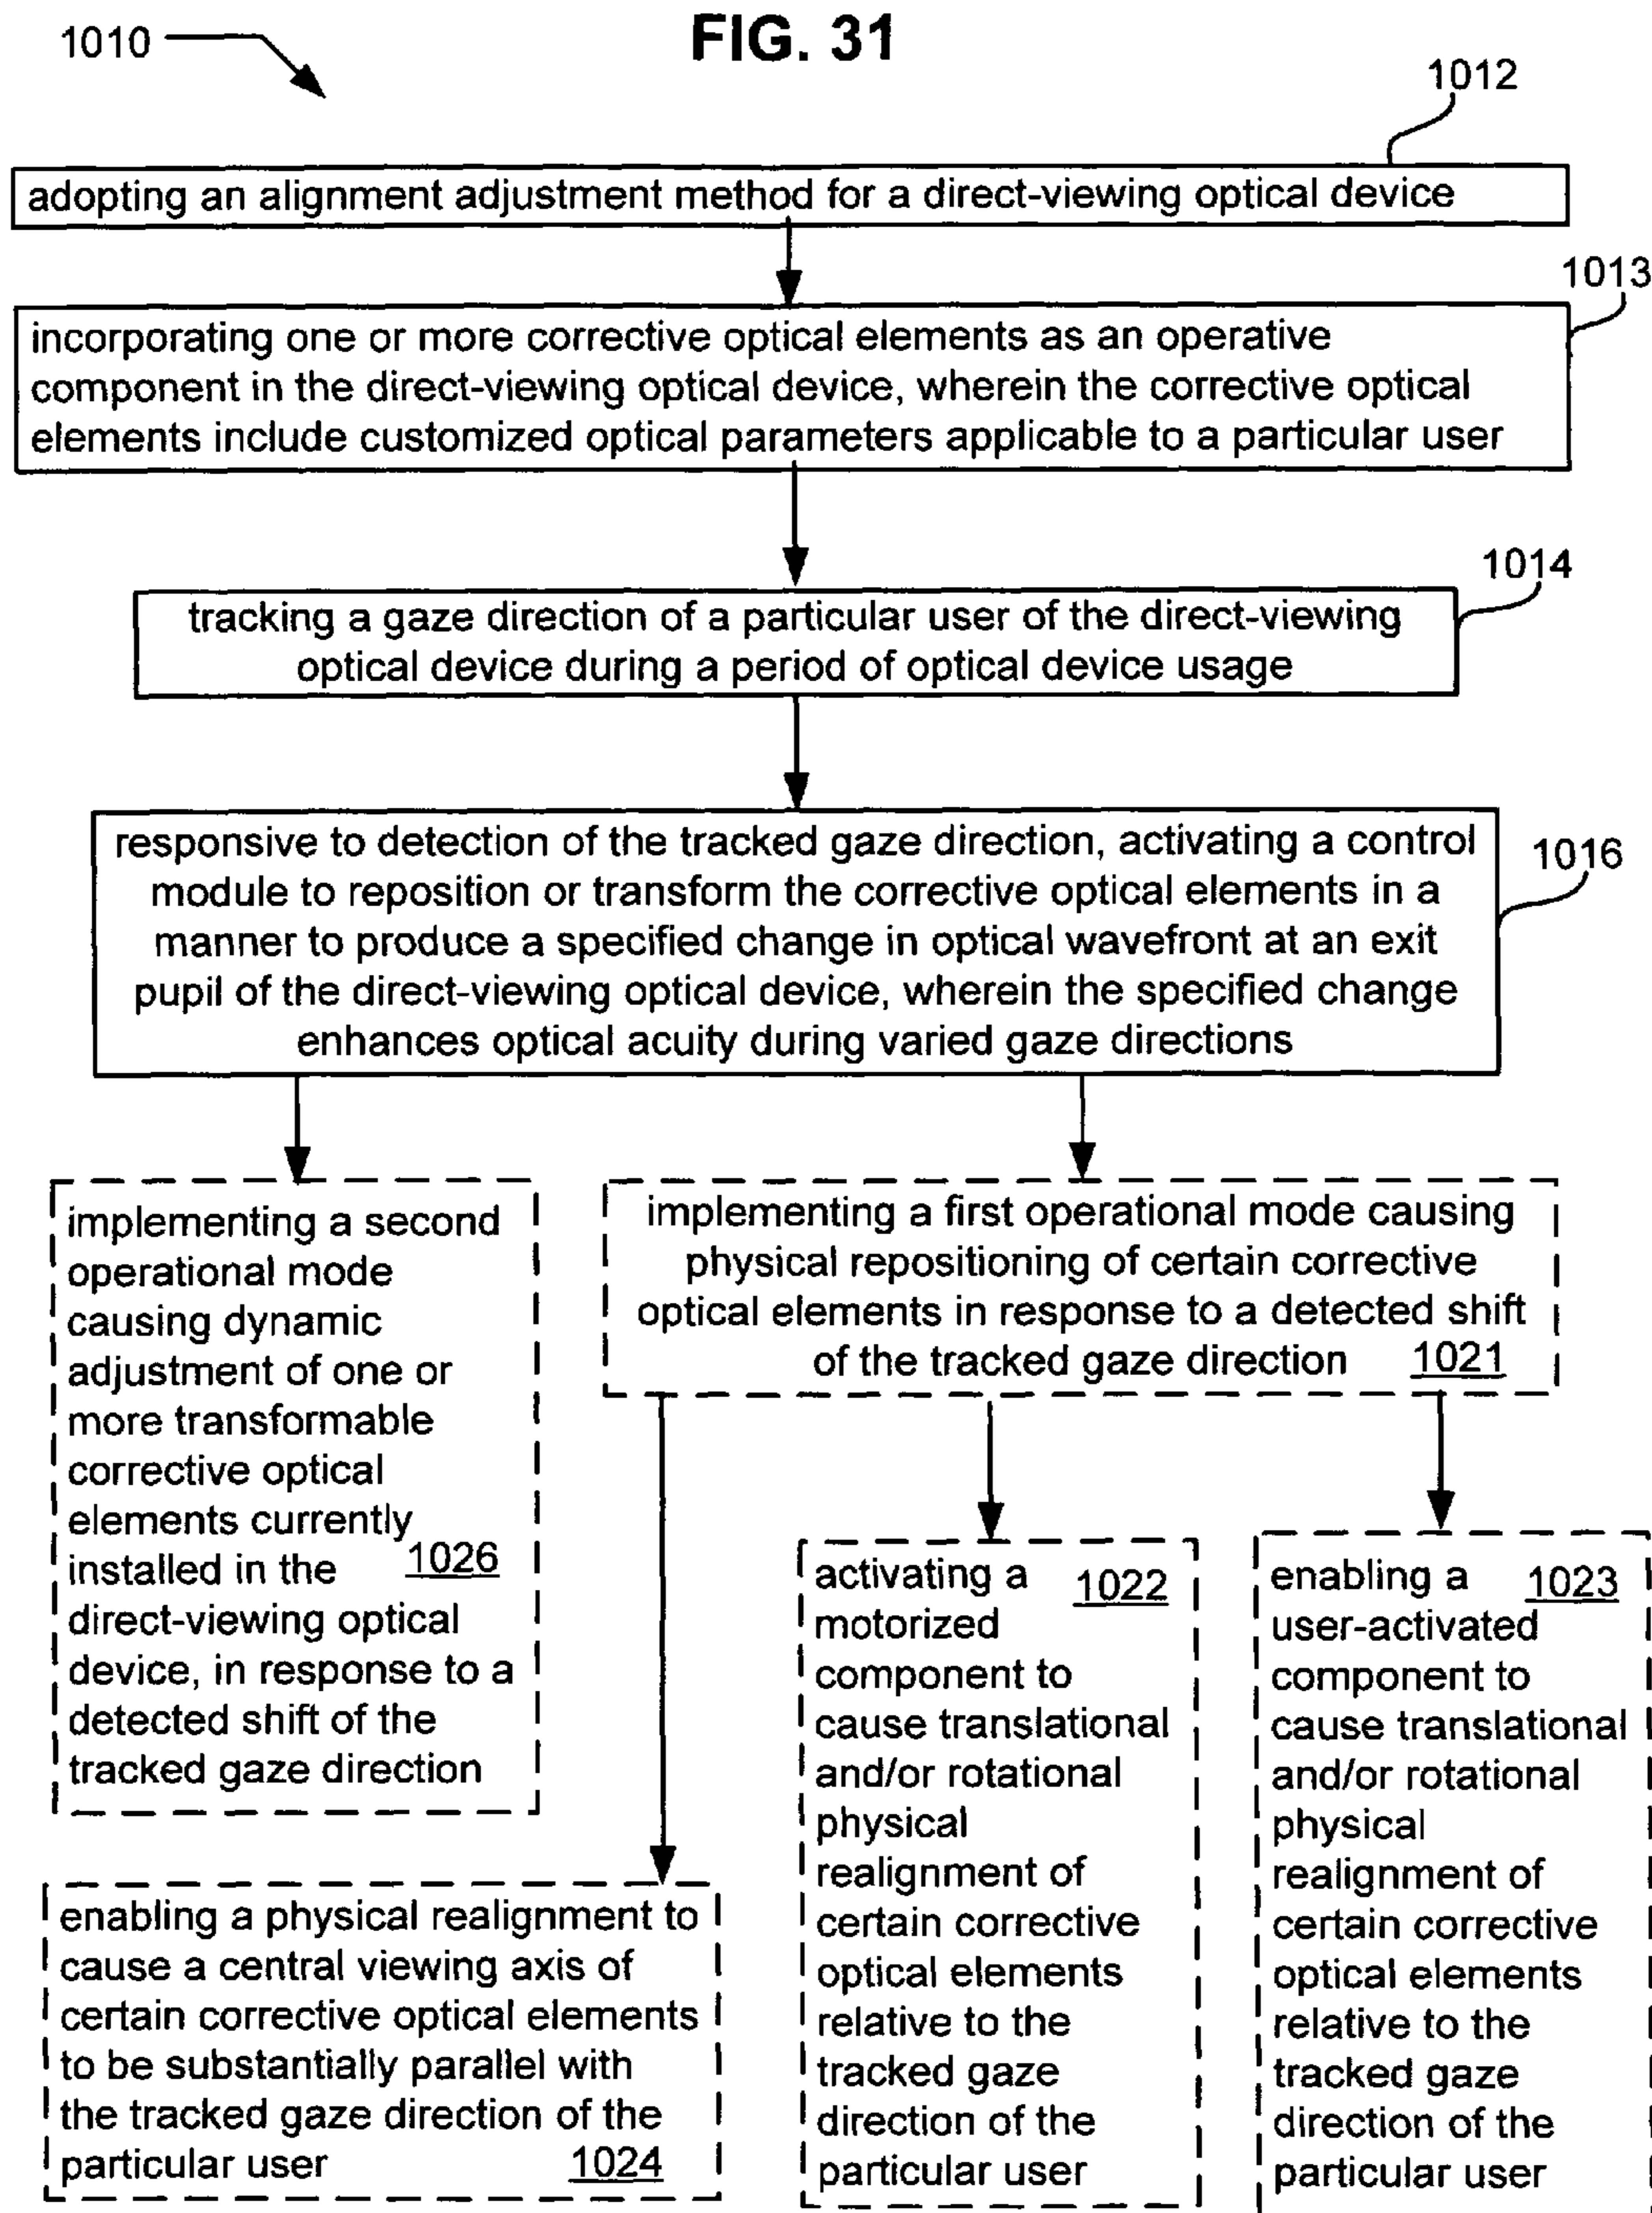 FIG. 31
1010
1012
adopting an alignment adjustment method for a direct-viewing optical device
1013
incorporating one or more corrective optical elements as an operative
component in the direct-viewing optical device, wherein the corrective optical
elements include customized optical parameters applicable to a particular user
1014
tracking a gaze direction of a particular user of the direct-viewing
optical device during a period of optical device usage
1016
responsive to detection of the tracked gaze direction, activating a control
module to reposition or transform the corrective optical elements in a
manner to produce a specified change in optical wavefront at an exit
pupil of the direct-viewing optical device, wherein the specified change
enhances optical acuity during varied gaze directions
implementing a second
operational mode
causing dynamic
adjustment of one or
more transformable
corrective optical
elements currently
installed in the 1026
direct-viewing optical
device, in response to a
detected shift of the
tracked gaze direction
implementing a first operational mode causing
physical repositioning of certain corrective
optical elements in response to a detected shift
of the tracked gaze direction 1021
enabling a physical realignment to
cause a central viewing axis of
certain corrective optical elements
to be substantially parallel with
the tracked gaze direction of the
particular user 1024
activating a 1022
motorized
component to
cause translational
and/or rotational
physical
realignment of
certain corrective
optical elements
relative to the
tracked gaze
direction of the
particular user
enabling a 1023
user-activated
component to
cause translational
and/or rotational
physical
realignment of
certain corrective
optical elements
relative to the
tracked gaze
direction of the
particular user